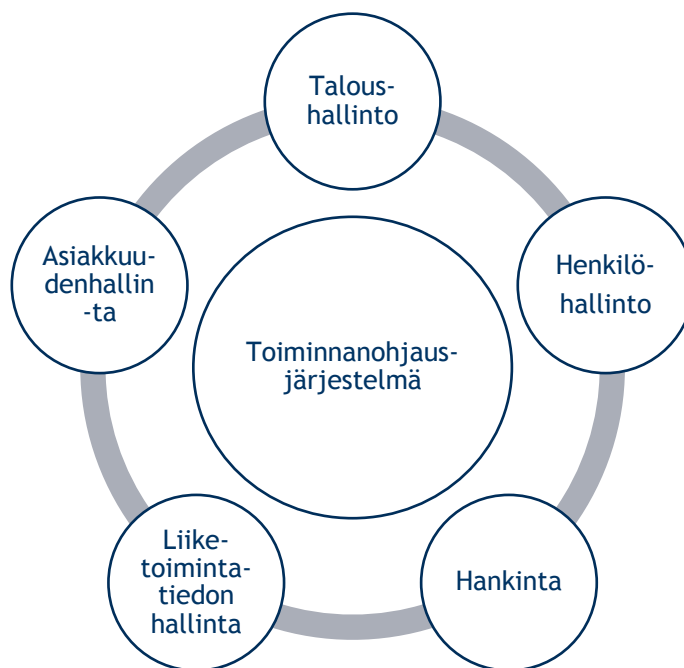 Talous-
hallinto
Asiakkuu-
denhallin
-ta
Henkilö-
hallinto
Toiminnanohjaus-
järjestelmä
Liike-
toiminta-
tiedon
hallinta
Hankinta